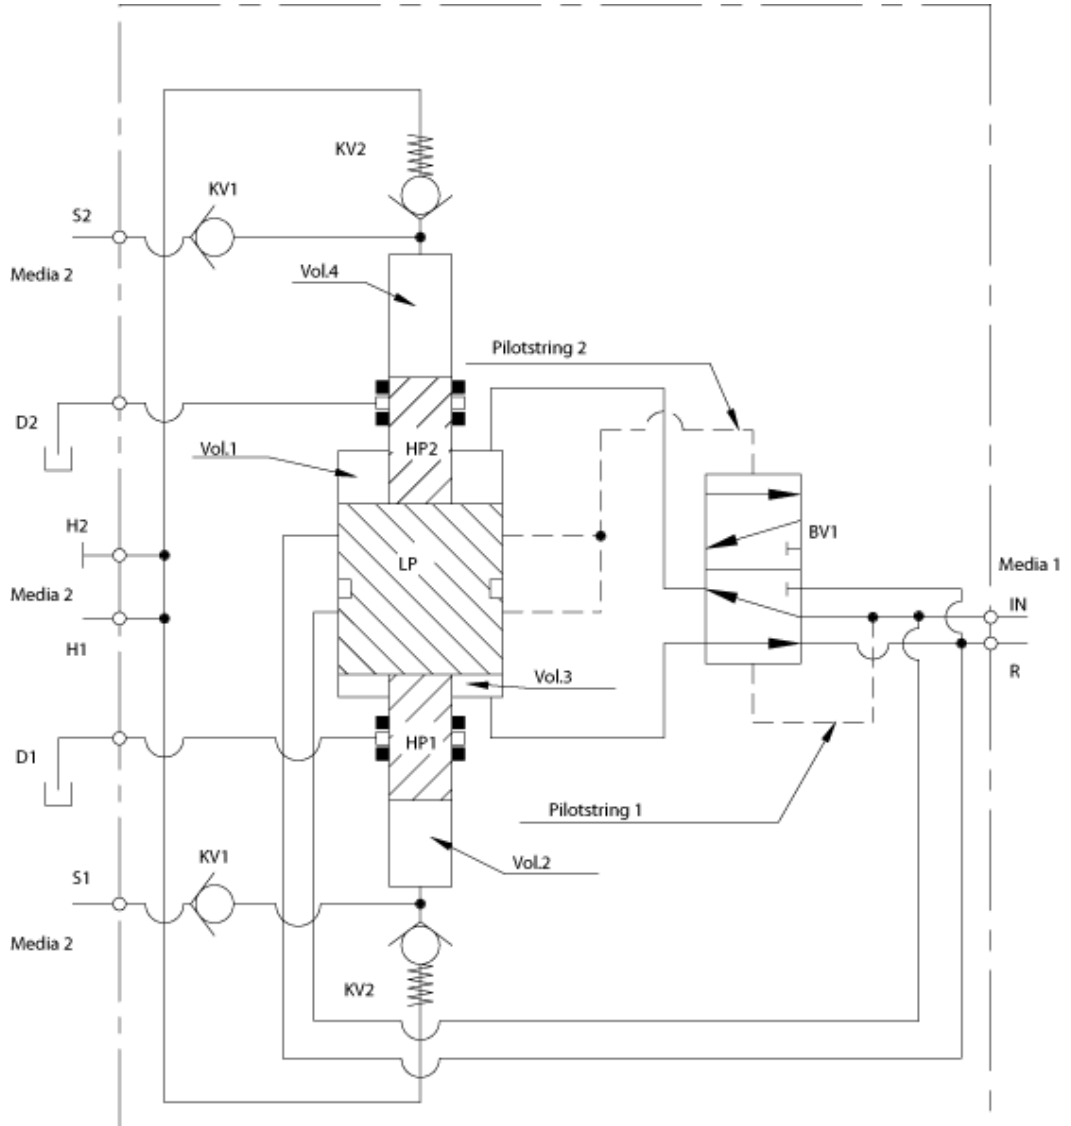 KV2
KV1
S2
Media 2
Vol.4
Pilotstring 2
D2
Vol.1
HP2
H2
BV1
LP
Media 1
Media 2
IN
H1
Vol.3
R
HP1
D1
Pilotstring 1
KV1
Vol.2
S1
Media 2
KV2